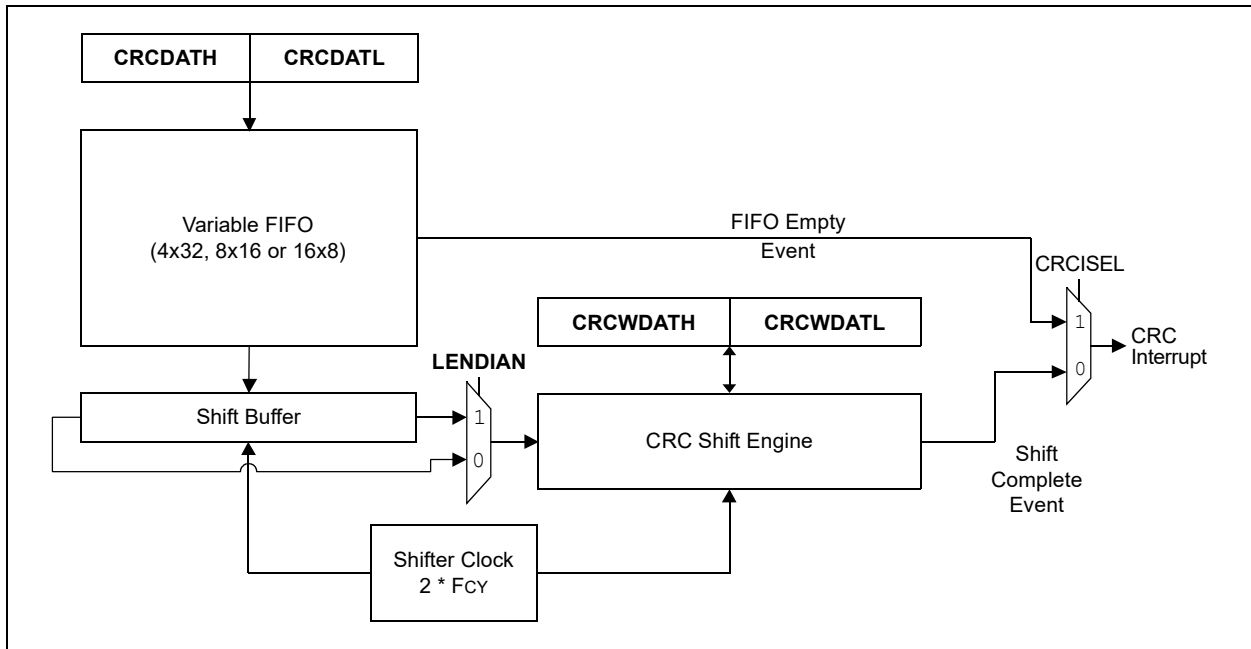 CRCDATH CRCDATL
Variable FIFO
(4x32, 8x16 or 16x8)
FIFO Empty
Event
CRCISEL
1
0
CRC
Interrupt
CRCWDATH CRCWDATL
LENDIAN
1
0
Shift Buffer
CRC Shift Engine
Shift
Complete
Event
Shifter Clock
2 * FCY